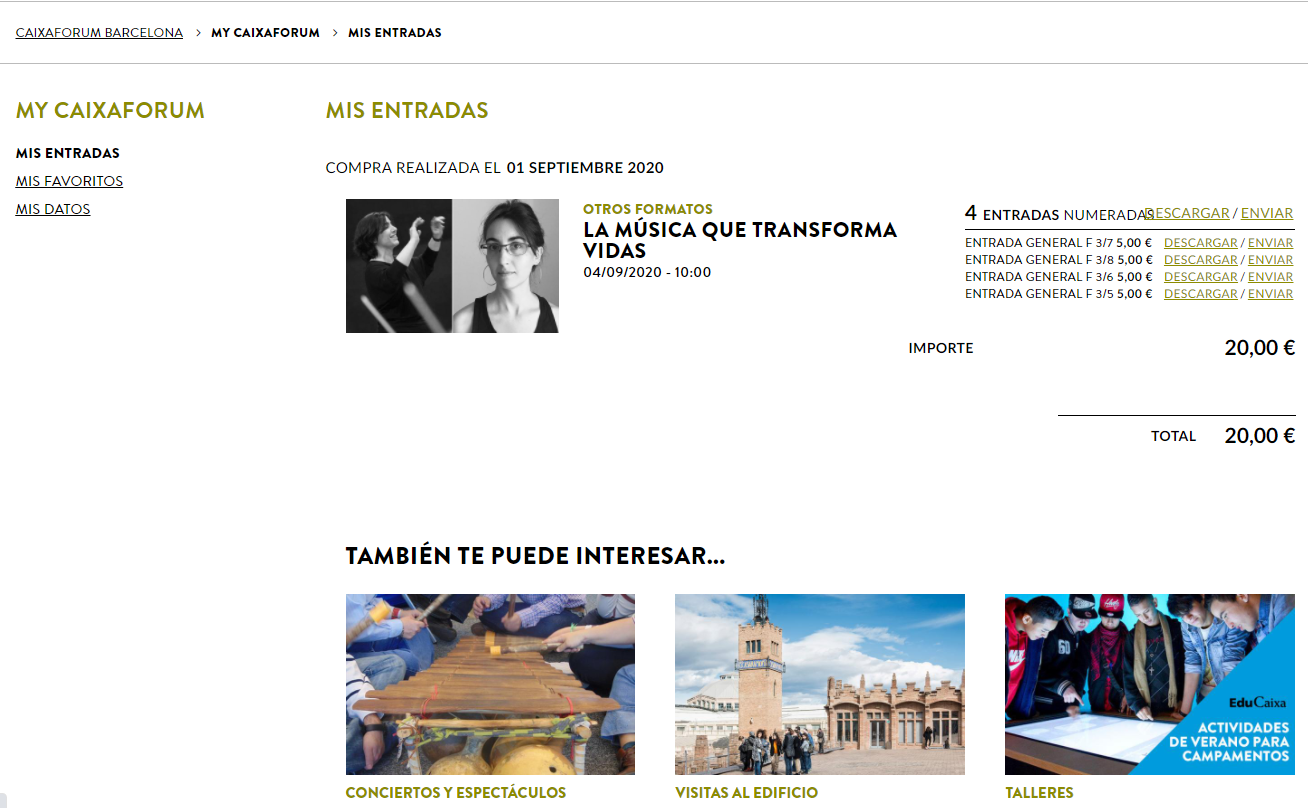 CAIXAFORUM BARCELONA > MY CAIXAFORUM > MIS ENTRADAS
MY CAIXAFORUM
MIS ENTRADAS
MIS FAVORITOS
MIS DATOS
MIS ENTRADAS
COMPRA REALIZADA EL 01 SEPTIEMBRE 2020
OTROS FORMATOS
LA MÚSICA QUE TRANSFORMA
VIDAS
04/09/2020 - 10:00
4 ENTRADAS NUMERADAS DESCARGAR / ENVIAR
ENTRADA GENERAL F 3/7 5,00 € DESCARGAR / ENVIAR
ENTRADA GENERAL F 3/8 5,00 € DESCARGAR / ENVIAR
ENTRADA GENERAL F 3/6 5,00 € DESCARGAR / ENVIAR
ENTRADA GENERAL F 3/5 5,00 € DESCARGAR / ENVIAR
IMPORTE 20,00 €
TOTAL 20,00 €
TAMBIÉN TE PUEDE INTERESAR...
EduCaixa
ACTIVIDADES
DE VERANO PARA
CAMPAMENTOS
CONCIERTOS Y ESPECTÁCULOS
VISITAS AL EDIFICIO
TALLERES